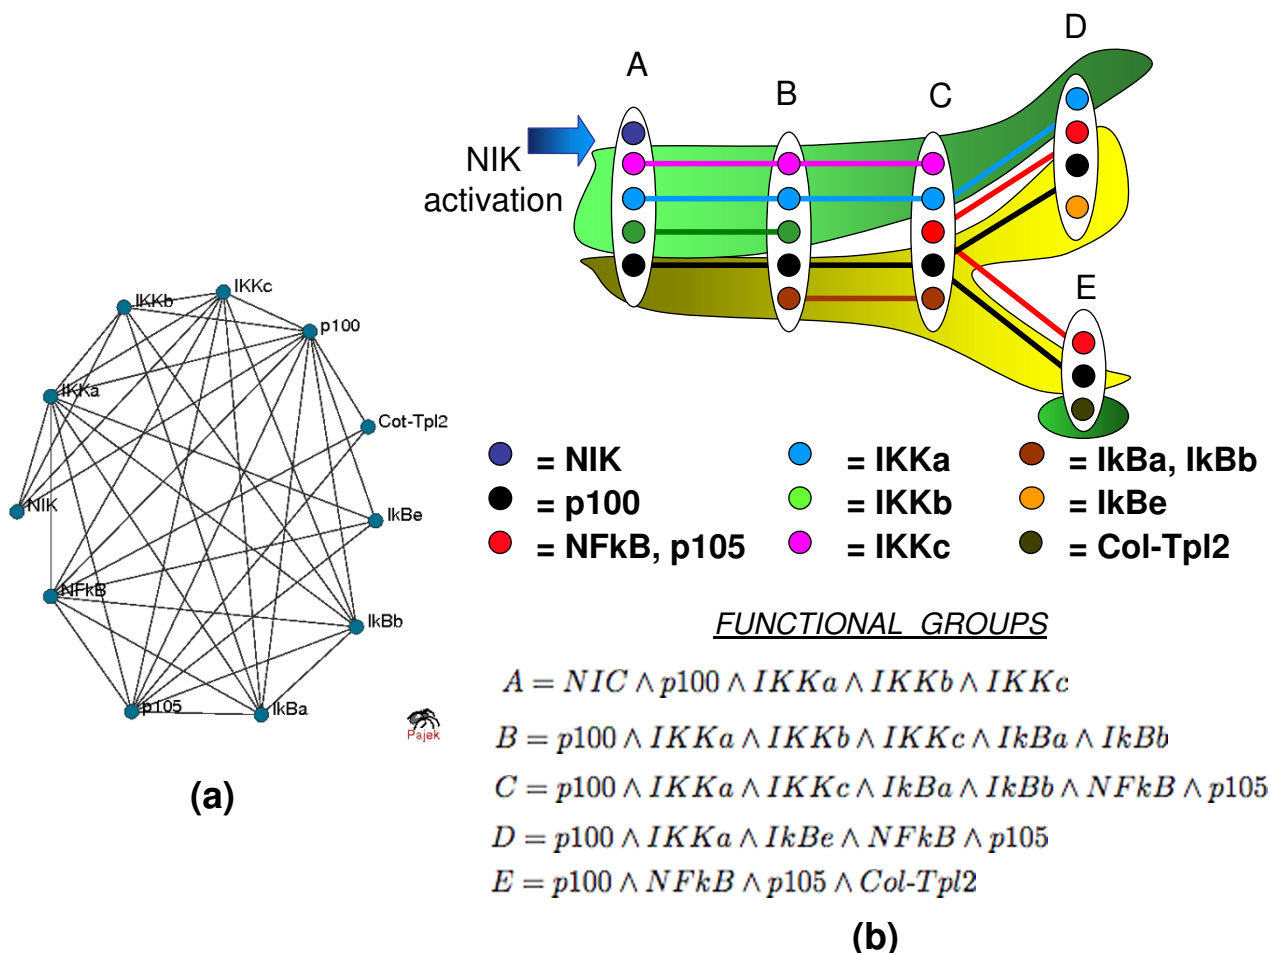 IKKb
IKKc
p100
IKKa
Cot-Tpl2
NIK
IkBe
NFkB
IkBb
p105
IkBa
Pajek
(a)
A
B
C
D
E
NIK
activation
= NIK
= IKKa
= IkBa, IkBb
= p100
= IKKb
= IkBe
= NFkB, p105
= IKKc
= Col-Tpl2
FUNCTIONAL GROUPS
A = NIC ∧ p100 ∧ IKKa ∧ IKKb ∧ IKKc
B = p100 ∧ IKKa ∧ IKKb ∧ IKKc ∧ IkBa ∧ IkBb
C = p100 ∧ IKKa ∧ IKKc ∧ IkBa ∧ IkBb ∧ NFkB ∧ p105
D = p100 ∧ IKKa ∧ IkBe ∧ NFkB ∧ p105
E = p100 ∧ NFkB ∧ p105 ∧ Col-Tpl2
(b)